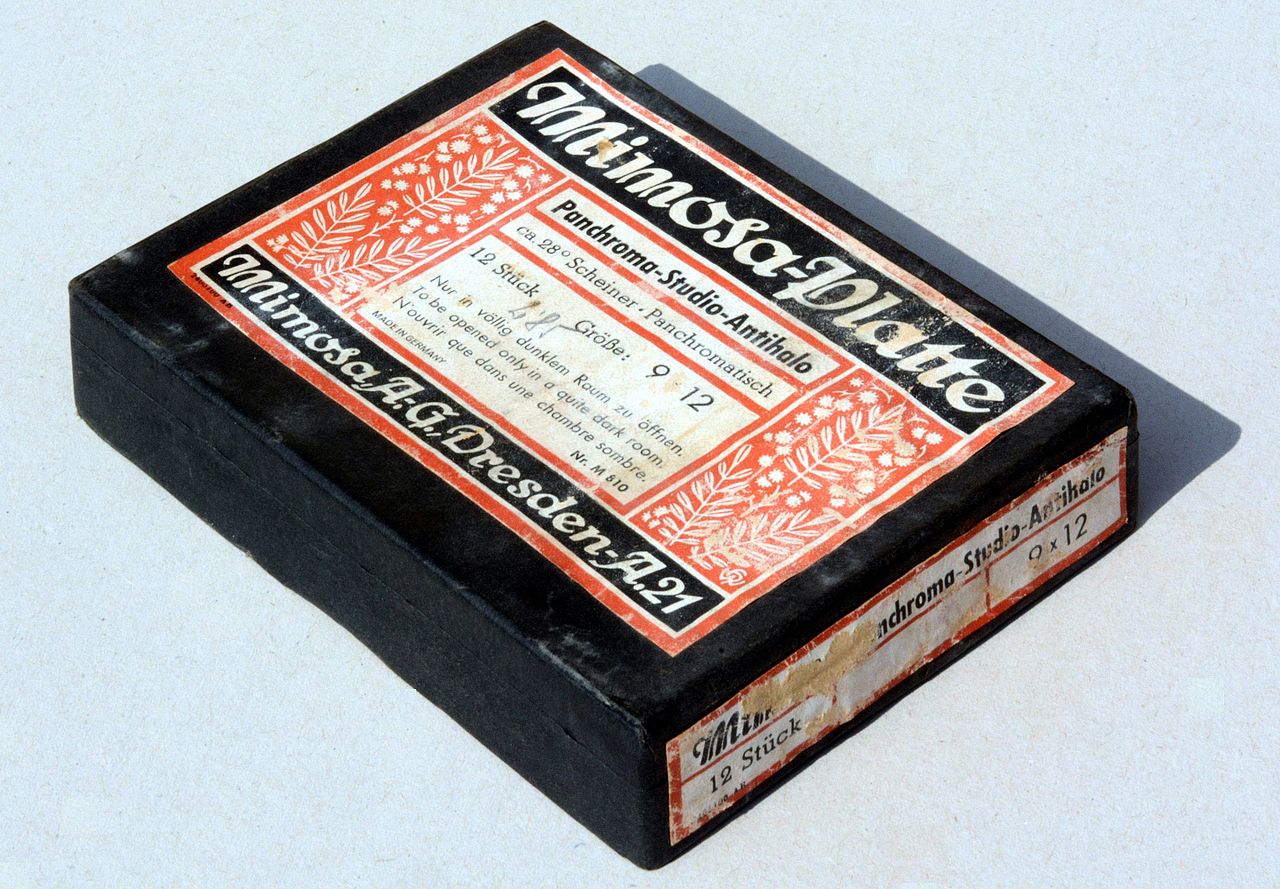 Mimosa-Platte
Panchroma-Studio-Antihalo
ca. 28° Scheiner · Panchromatisch
12 Stück Größe: 9 · 12
Nur in völlig dunklem Raum zu öffnen.
To be opened only in a quite dark room.
N'ouvrir que dans une chambre sombre.
MADE IN GERMANY Nr. M 810
Mimosa A-G., Dresden-A.21
nchroma-Studio-Antihalo
12 Stück 9 x 12